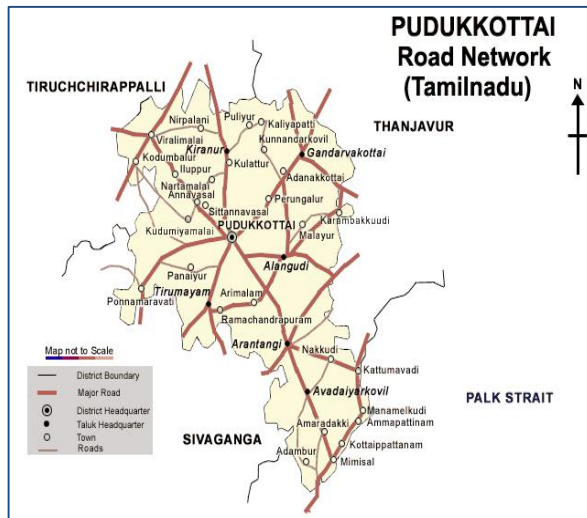 PUDUKKOTTAI
Road Network
(Tamilnadu)
N
TIRUCHCHIRAPPALLI
THANJAVUR
Nirpalani
Puliyur
Kaliyapatti
Viralimalai
Kiranur
Kunnandarkovil
Kodumbalur
Gandarvakottai
Iluppur
Kulattur
Adanakkottai
Nartamalai
Annavasal
Perungalur
Sittannavasal
Karambakkuudi
PUDUKKOTTAI
Malayur
Kudumiyamalai
Panaiyur
Alangudi
Tirumayam
Arimalam
Ponnamaravati
Ramachandrapuram
Arantangi
Nakkudi
Kattumavadi
Map not to Scale
District Boundary
Major Road
District Headquarter
Taluk Headquarter
Town
Roads
Avadaiyarkovil
PALK STRAIT
Manamelkudi
Ammapattinam
Amaradakki
SIVAGANGA
Kottaippattanam
Adambur
Mimisal